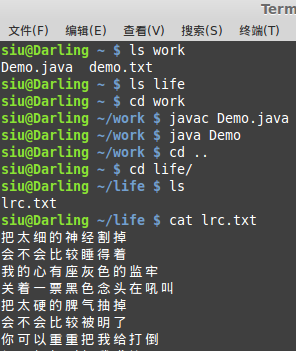 Term
文件(F) 编辑(E) 查看(V) 搜索(S) 终端(T)
siu@Darling ~ $ ls work
Demo.java  demo.txt
siu@Darling ~ $ ls life
siu@Darling ~ $ cd work
siu@Darling ~/work $ javac Demo.java
siu@Darling ~/work $ java Demo
siu@Darling ~/work $ cd ..
siu@Darling ~ $ cd life/
siu@Darling ~/life $ ls
lrc.txt
siu@Darling ~/life $ cat lrc.txt
把太细的神经割掉
会不会比较睡得着
我的心有座灰色的监牢
关着一票黑色念头在吼叫
把太硬的脾气抽掉
会不会比较被明了
你可以重重把我给打倒